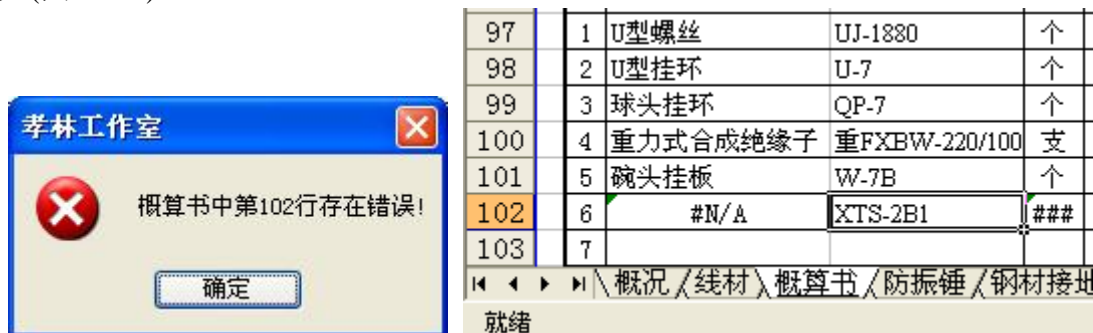 孝林工作室
概算书中第102行存在错误!
确定
97 1 U型螺丝 UJ-1880 个
98 2 U型挂环 U-7 个
99 3 球头挂环 QP-7 个
100 4 重力式合成绝缘子 重FXBW-220/100 支
101 5 碗头挂板 W-7B 个
102 6 #N/A XTS-2B1 ###
103 7
概况 线材 概算书 防振锤 钢材接地
就绪